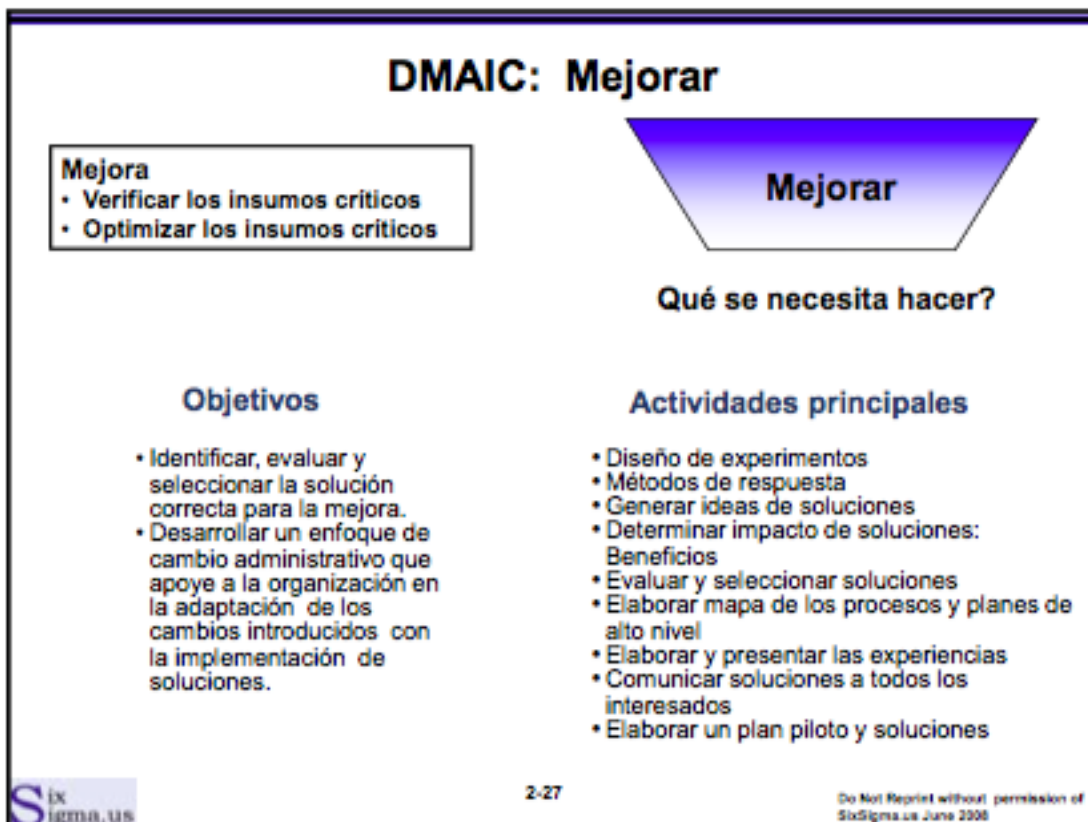 DMAIC: Mejorar
Mejora
• Verificar los insumos críticos
• Optimizar los insumos críticos
Mejorar
Qué se necesita hacer?
Objetivos
• Identificar, evaluar y
seleccionar la solución
correcta para la mejora.
• Desarrollar un enfoque de
cambio administrativo que
apoye a la organización en
la adaptación de los
cambios introducidos con
la implementación de
soluciones.
Actividades principales
• Diseño de experimentos
• Métodos de respuesta
• Generar ideas de soluciones
• Determinar impacto de soluciones:
Beneficios
• Evaluar y seleccionar soluciones
• Elaborar mapa de los procesos y planes de
alto nivel
• Elaborar y presentar las experiencias
• Comunicar soluciones a todos los
interesados
• Elaborar un plan piloto y soluciones
Six
Sigma.us
2-27
Do Not Reprint without permission of
SixSigma.us June 2008